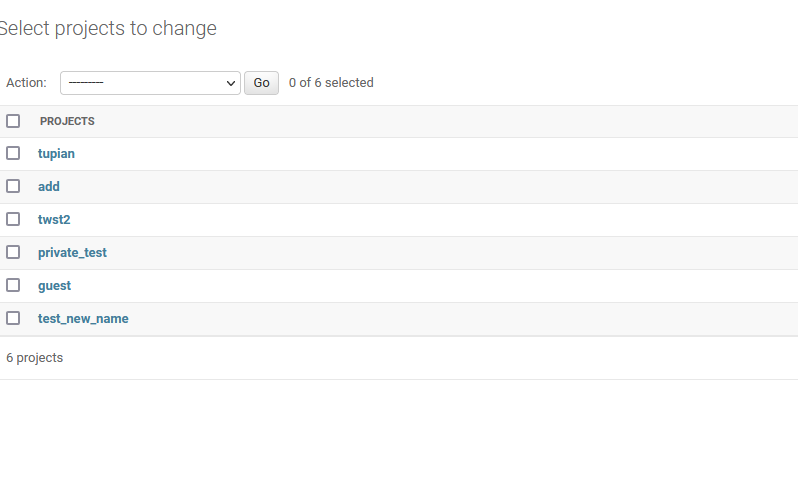 Select projects to change
Action: --------- Go 0 of 6 selected
PROJECTS
tupian
add
twst2
private_test
guest
test_new_name
6 projects